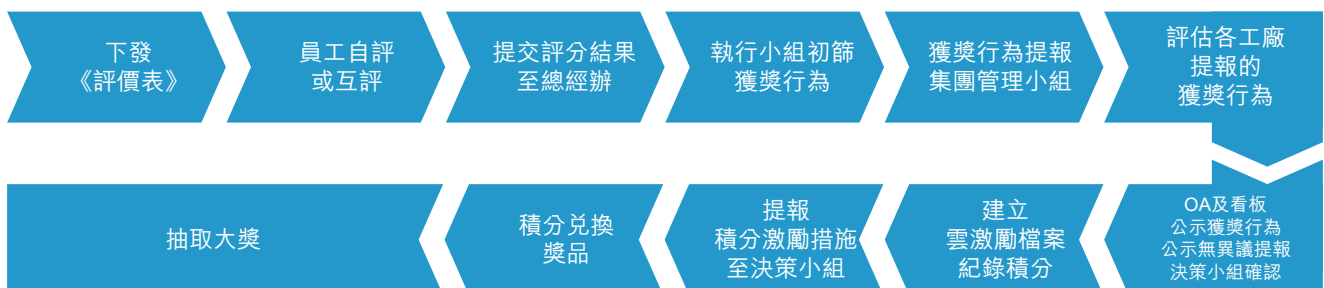 下發
《評價表》
員工自評
或互評
提交評分結果
至總經辦
執行小組初篩
獲獎行為
獲獎行為提報
集團管理小組
評估各工廠
提報的
獲獎行為
OA及看板
公示獲獎行為
公示無異議提報
決策小組確認
建立
雲激勵檔案
紀錄積分
提報
積分激勵措施
至決策小組
積分兌換
獎品
抽取大獎